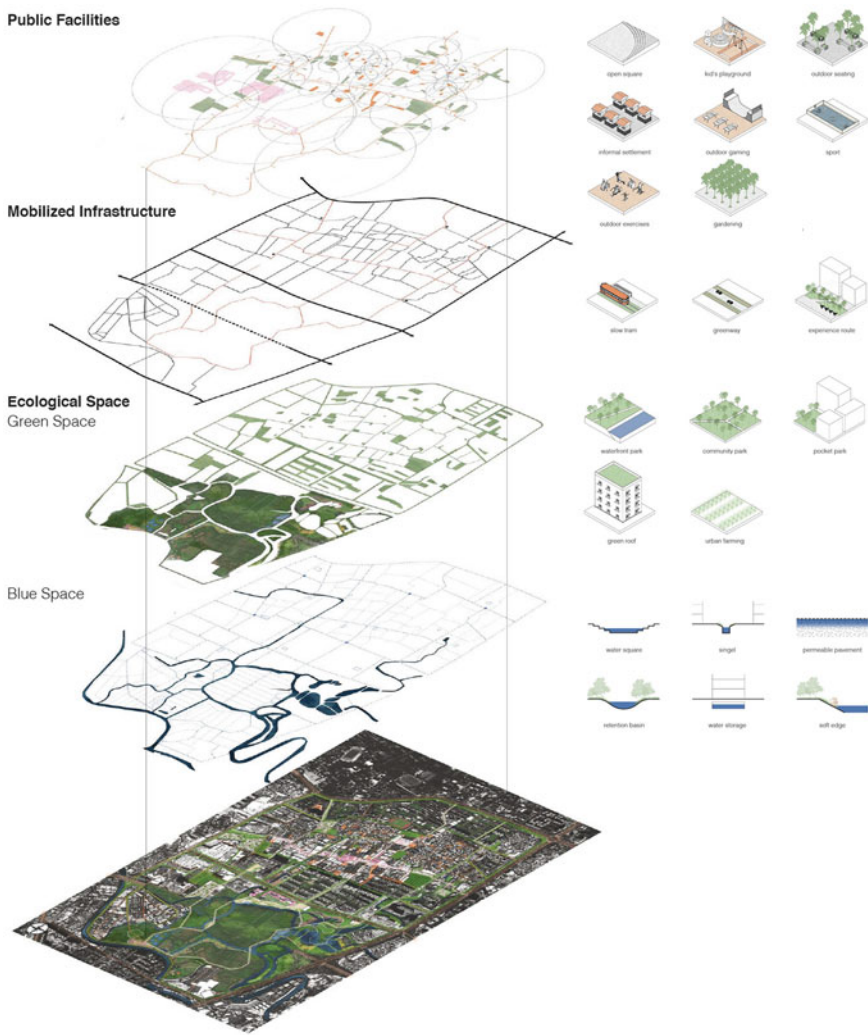 Public Facilities
open square
kid's playground
outdoor seating
informal settlement
outdoor gaming
sport
outdoor exercises
gardening
Mobilized Infrastructure
slow tram
greenway
experience route
Ecological Space
Green Space
waterfront park
community park
pocket park
green roof
urban farming
Blue Space
water square
singel
permeable pavement
retention basin
water storage
soft edge